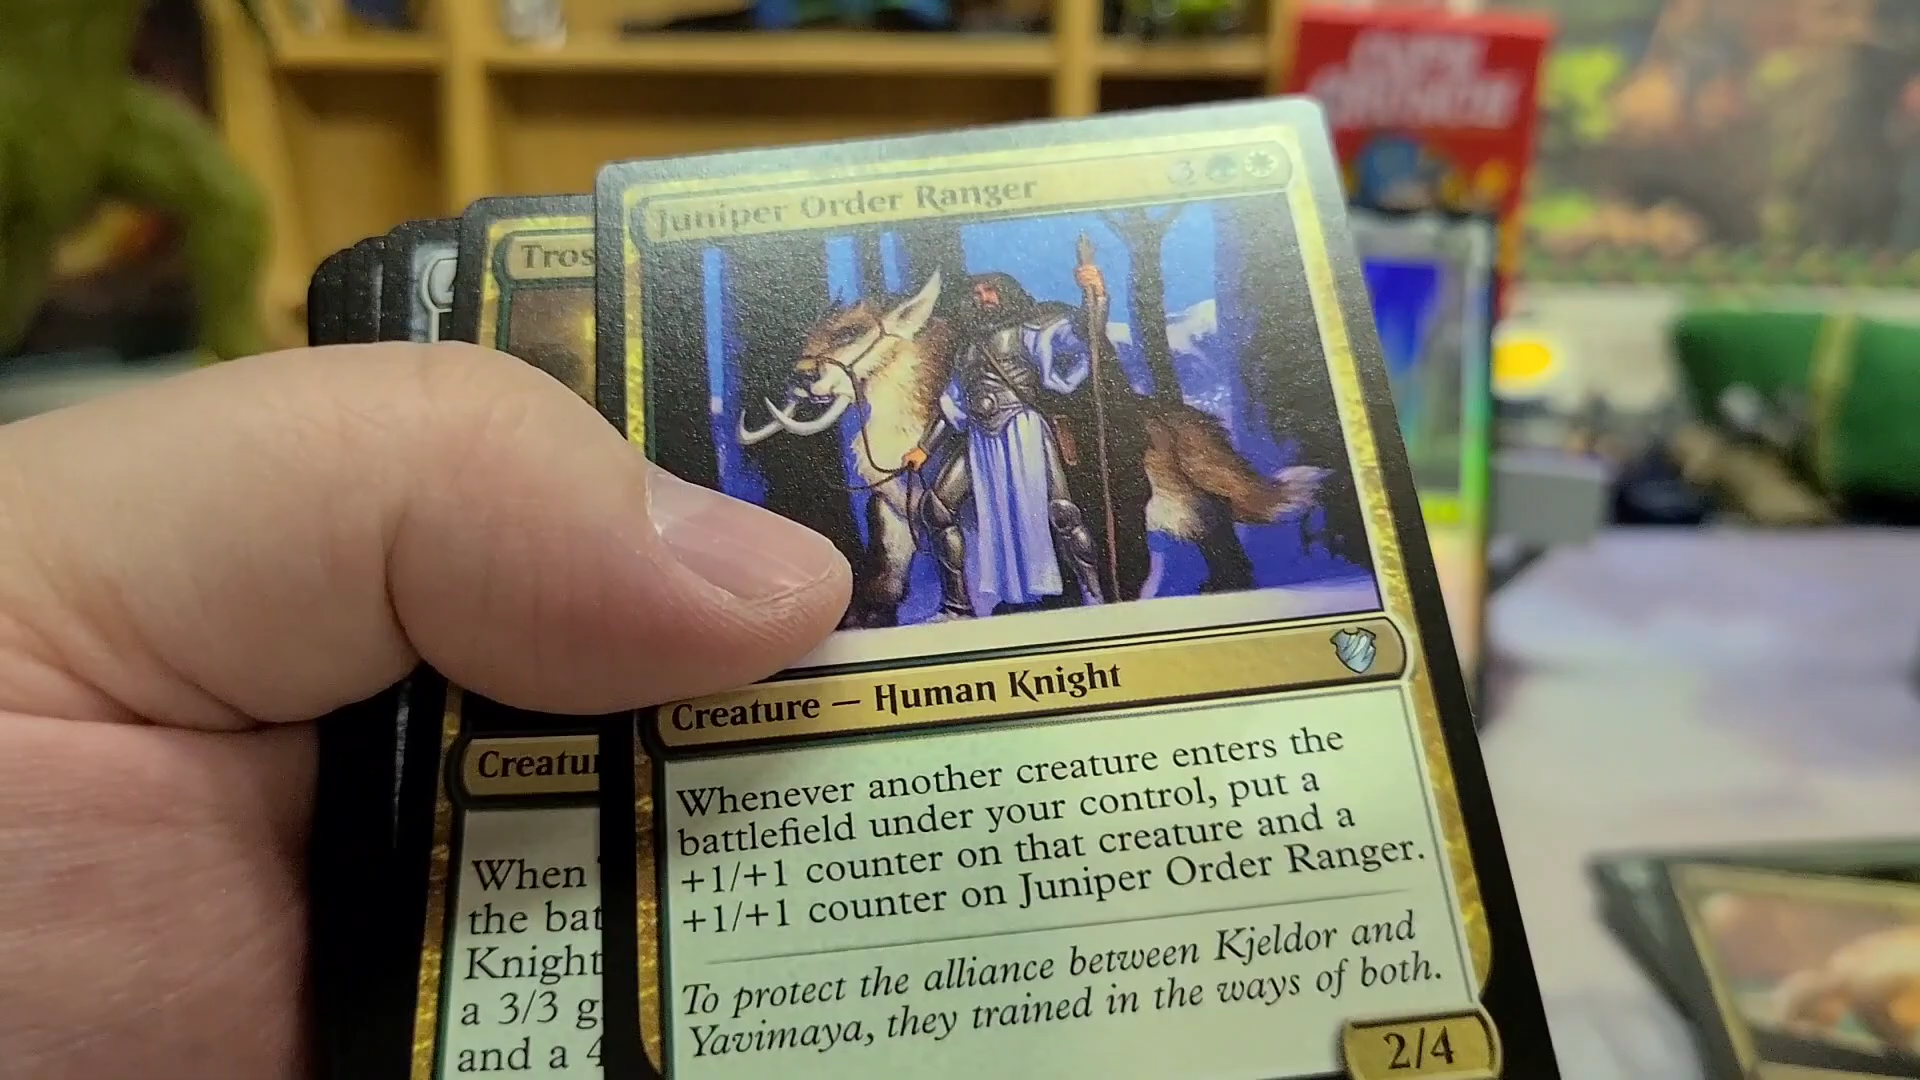 Juniper Order Ranger
3
Creature — Human Knight
Whenever another creature enters the
battlefield under your control, put a
+1/+1 counter on that creature and a
+1/+1 counter on Juniper Order Ranger.
To protect the alliance between Kjeldor and
Yavimaya, they trained in the ways of both.
2/4
Tros
Creatu
When
the bat
Knight
a 3/3 g
and a 4